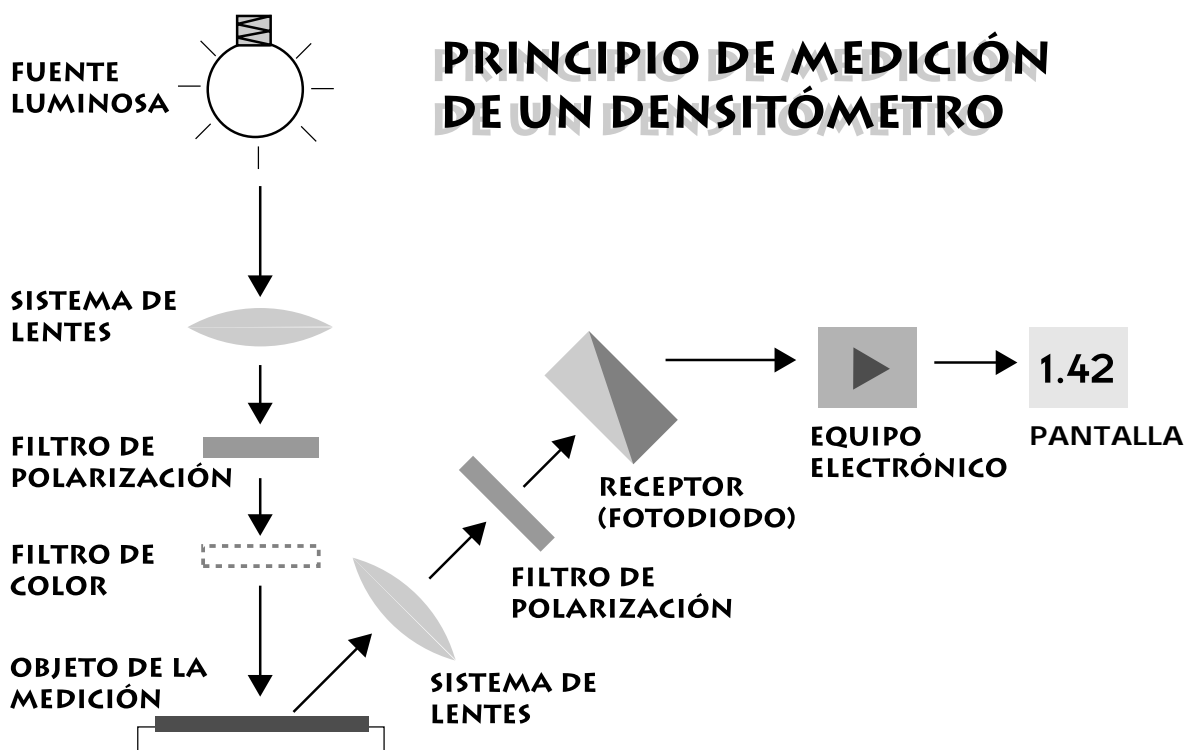 PRINCIPIO DE MEDICIÓN
DE UN DENSITÓMETRO
FUENTE
LUMINOSA
SISTEMA DE
LENTES
FILTRO DE
POLARIZACIÓN
FILTRO DE
COLOR
OBJETO DE LA
MEDICIÓN
SISTEMA DE
LENTES
FILTRO DE
POLARIZACIÓN
RECEPTOR
(FOTODIODO)
EQUIPO
ELECTRÓNICO
1.42
PANTALLA